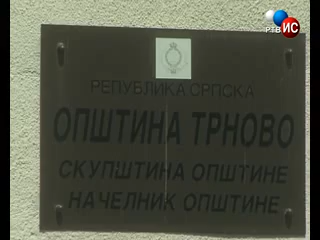 РТВ ИС
РЕПУБЛИКА СРПСКА
ОПШТИНА ТРНОВО
СКУПШТИНА ОПШТИНЕ
НАЧЕЛНИК ОПШТИНЕ